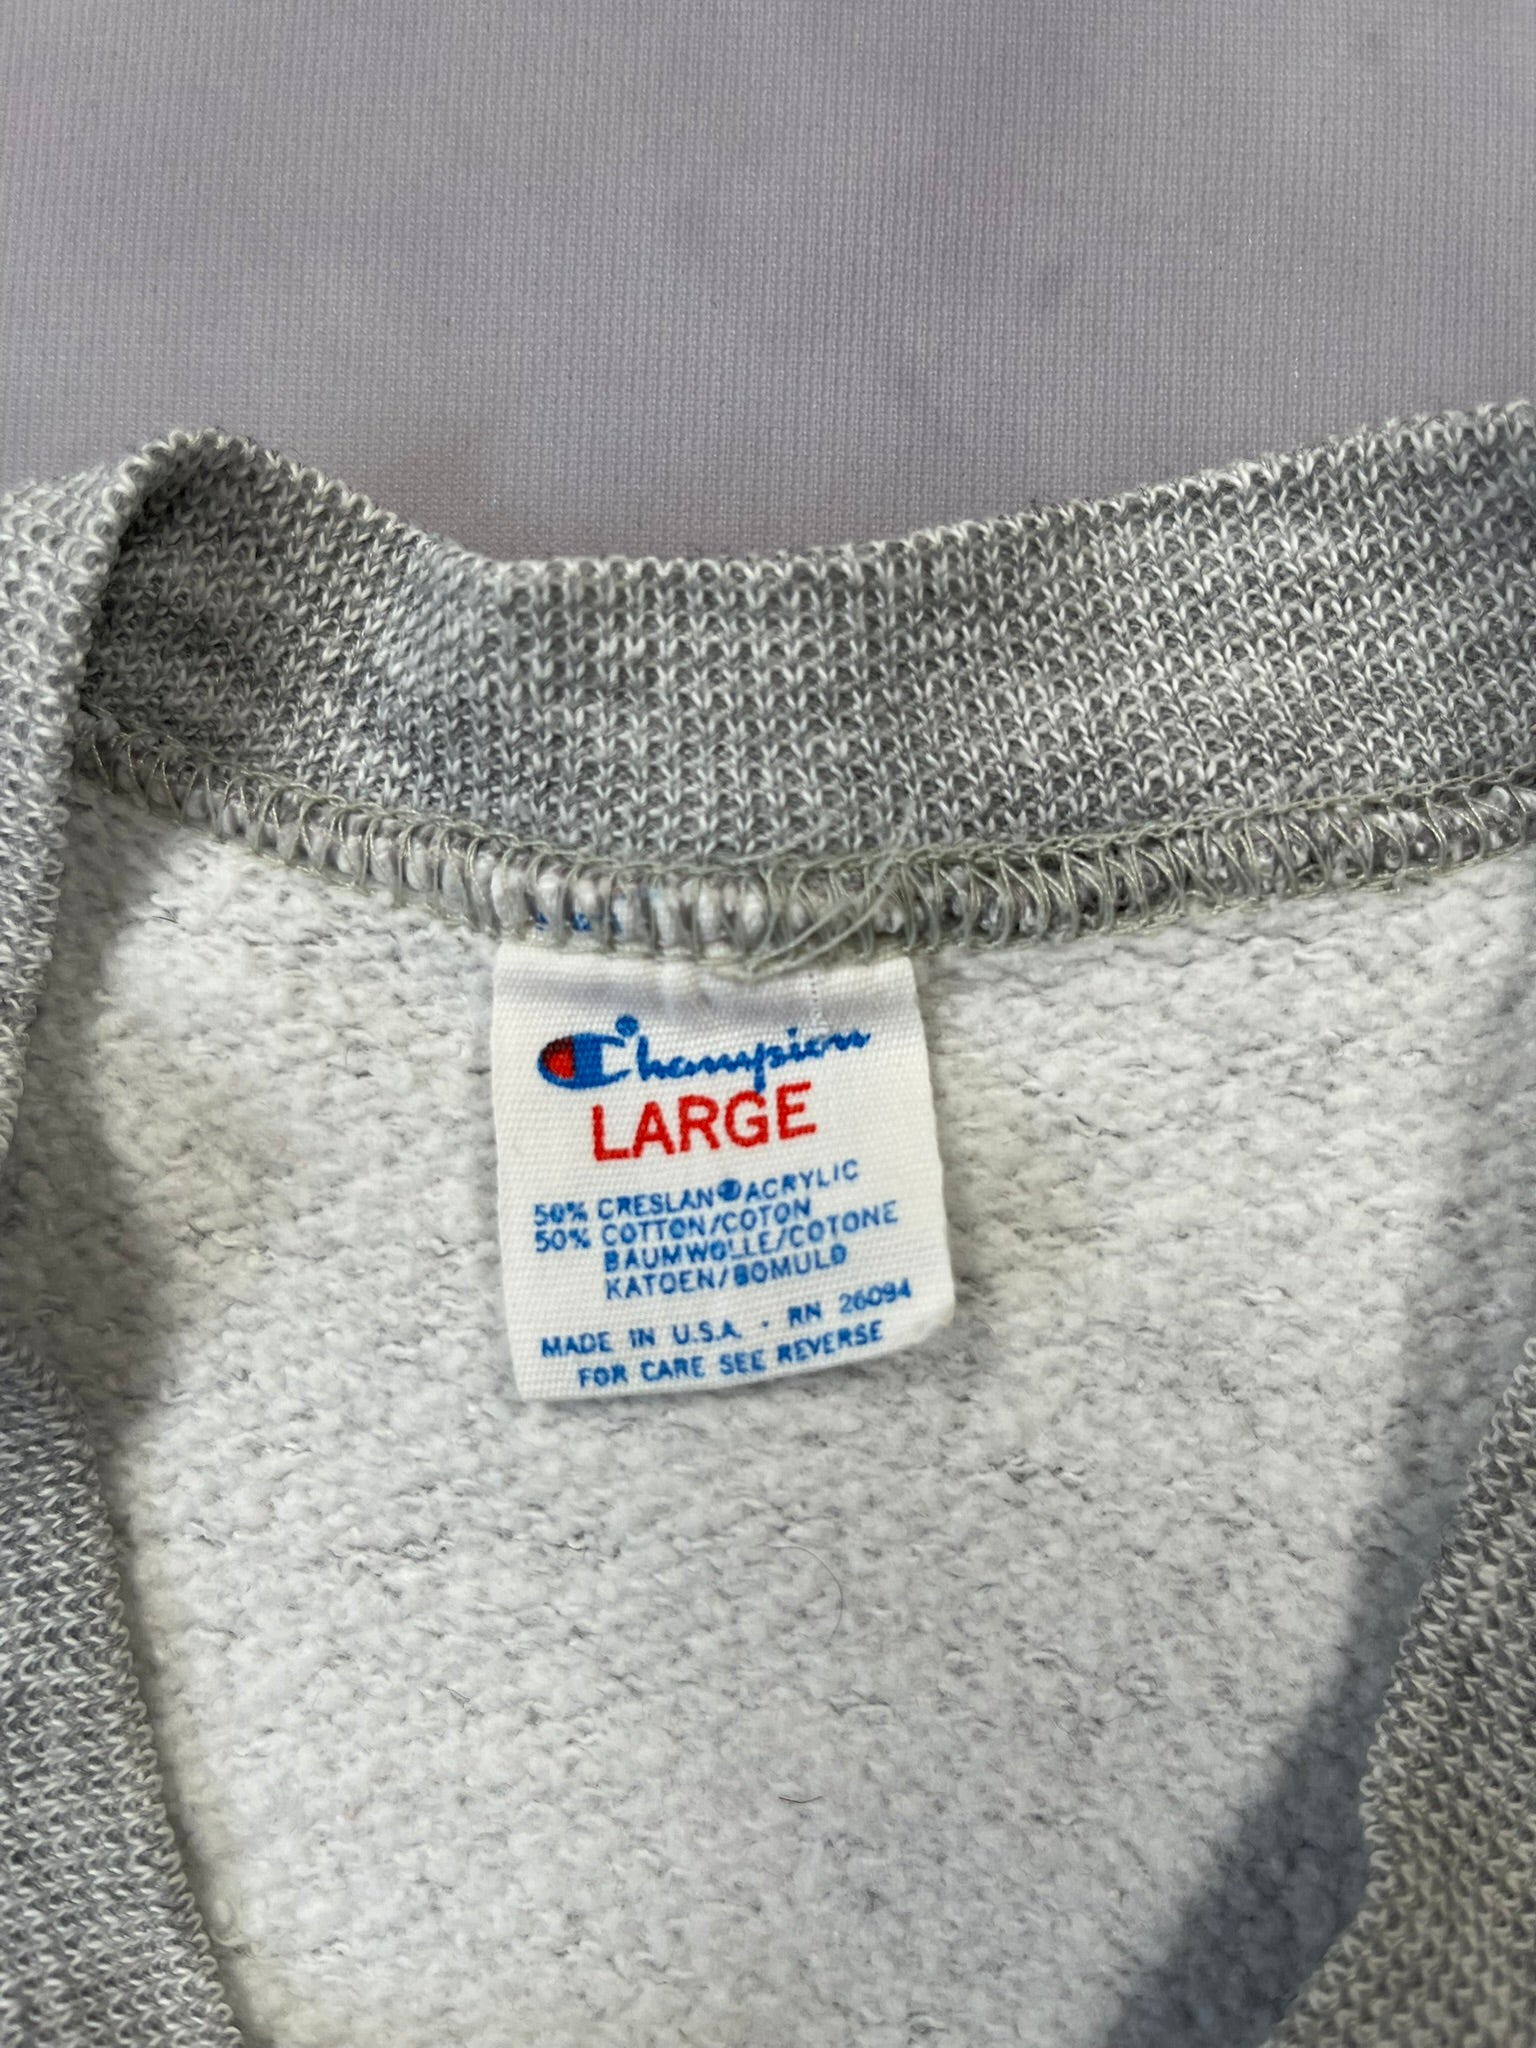 Champion
LARGE
50% CRESLAN® ACRYLIC
50% COTTON/COTON
BAUMWOLLE/COTONE
KATOEN/BOMULD
MADE IN U.S.A. · RN 26094
FOR CARE SEE REVERSE